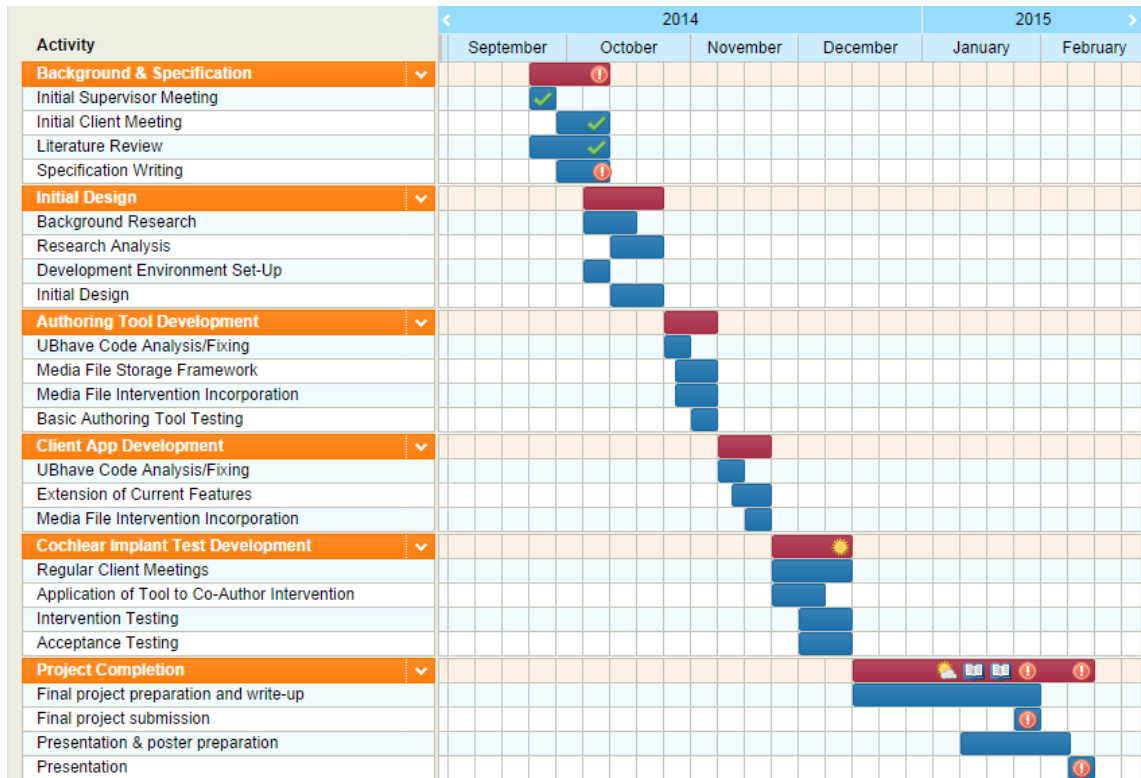 2014 2015
Activity September October November December January February
Background & Specification
Initial Supervisor Meeting
Initial Client Meeting
Literature Review
Specification Writing
Initial Design
Background Research
Research Analysis
Development Environment Set-Up
Initial Design
Authoring Tool Development
UBhave Code Analysis/Fixing
Media File Storage Framework
Media File Intervention Incorporation
Basic Authoring Tool Testing
Client App Development
UBhave Code Analysis/Fixing
Extension of Current Features
Media File Intervention Incorporation
Cochlear Implant Test Development
Regular Client Meetings
Application of Tool to Co-Author Intervention
Intervention Testing
Acceptance Testing
Project Completion
Final project preparation and write-up
Final project submission
Presentation & poster preparation
Presentation